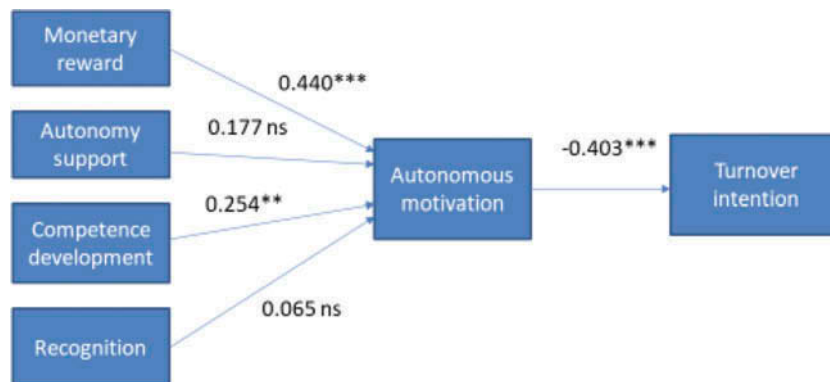 Monetary
reward
0.440***
Autonomy
support
0.177 ns
Autonomous
motivation
-0.403***
Turnover
intention
Competence
development
0.254**
Recognition
0.065 ns